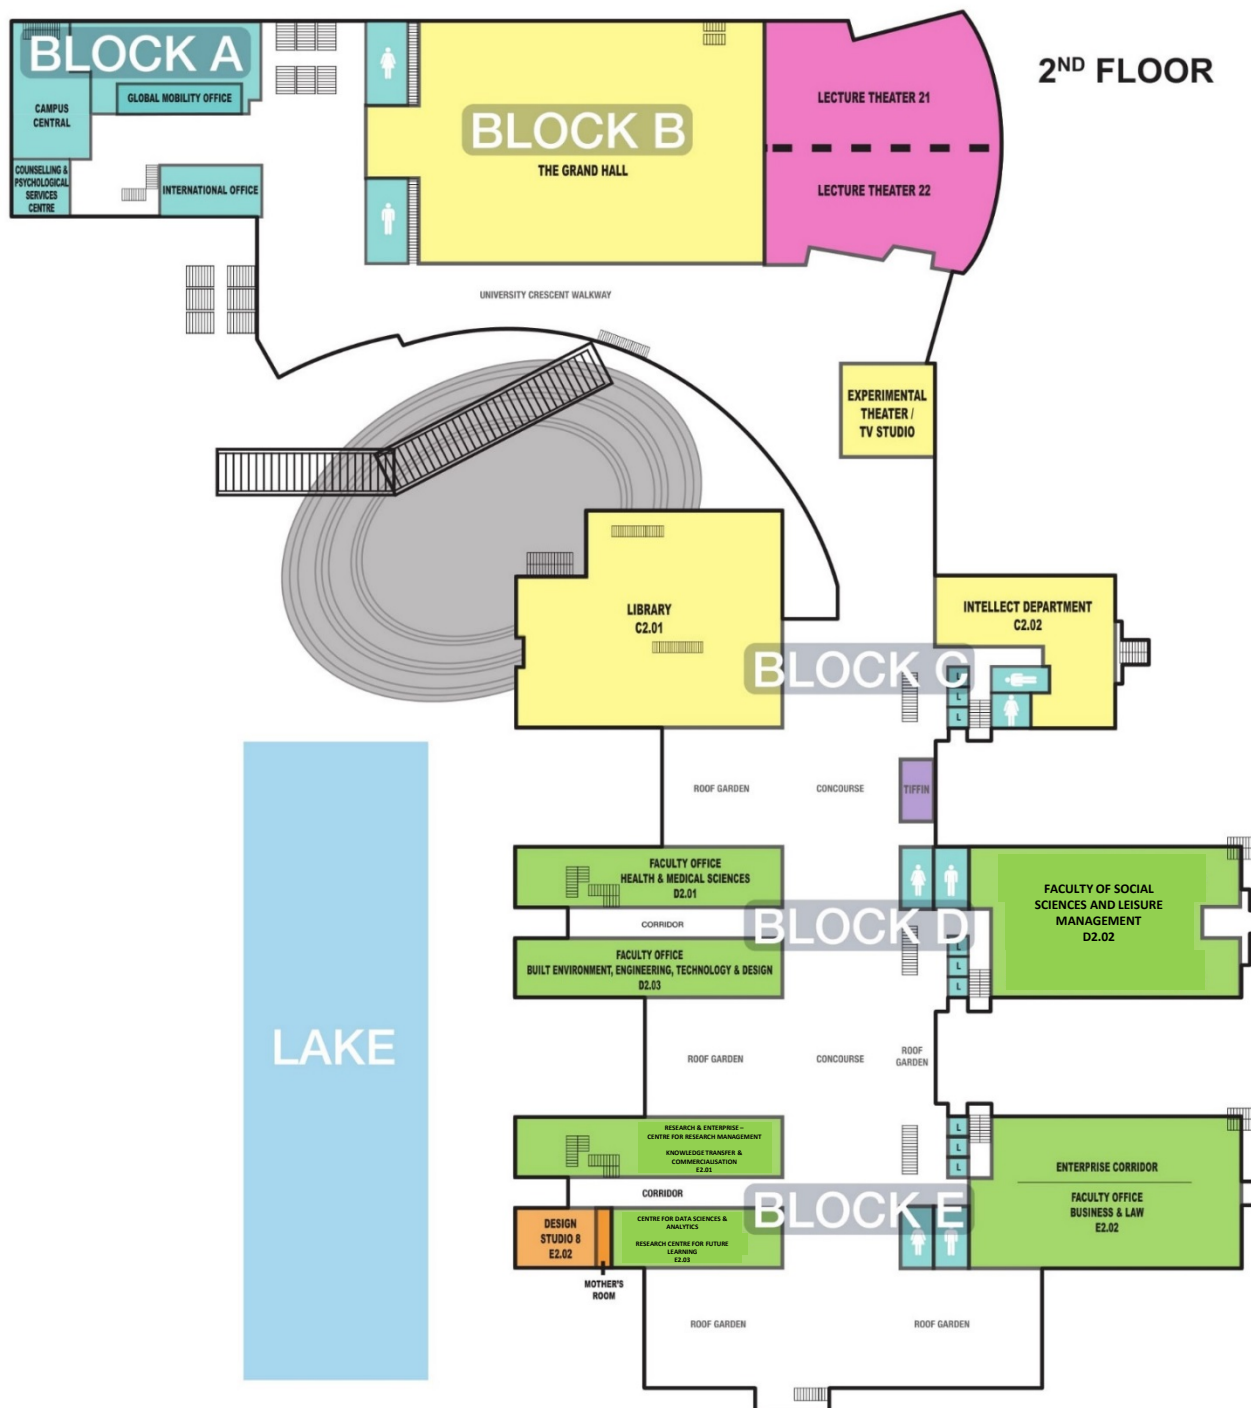 BLOCK A
2ND FLOOR
GLOBAL MOBILITY OFFICE
CAMPUS
CENTRAL
COUNSELLING &
PSYCHOLOGICAL
SERVICES
CENTRE
INTERNATIONAL OFFICE
BLOCK B
THE GRAND HALL
LECTURE THEATER 21
LECTURE THEATER 22
UNIVERSITY CRESCENT WALKWAY
EXPERIMENTAL
THEATER /
TV STUDIO
LIBRARY
C2.01
INTELLECT DEPARTMENT
C2.02
BLOCK C
L
L
L
ROOF GARDEN
CONCOURSE
TIFFIN
FACULTY OFFICE
HEALTH & MEDICAL SCIENCES
D2.01
CORRIDOR
FACULTY OFFICE
BUILT ENVIRONMENT, ENGINEERING, TECHNOLOGY & DESIGN
D2.03
BLOCK D
L
L
L
FACULTY OF SOCIAL
SCIENCES AND LEISURE
MANAGEMENT
D2.02
LAKE
ROOF GARDEN
CONCOURSE
ROOF
GARDEN
RESEARCH & ENTERPRISE –
CENTRE FOR RESEARCH MANAGEMENT
KNOWLEDGE TRANSFER &
COMMERCIALISATION
E2.01
CORRIDOR
L
L
L
ENTERPRISE CORRIDOR
FACULTY OFFICE
BUSINESS & LAW
E2.02
BLOCK E
DESIGN
STUDIO 8
E2.02
CENTRE FOR DATA SCIENCES &
ANALYTICS
RESEARCH CENTRE FOR FUTURE
LEARNING
E2.03
MOTHER'S
ROOM
ROOF GARDEN
ROOF GARDEN